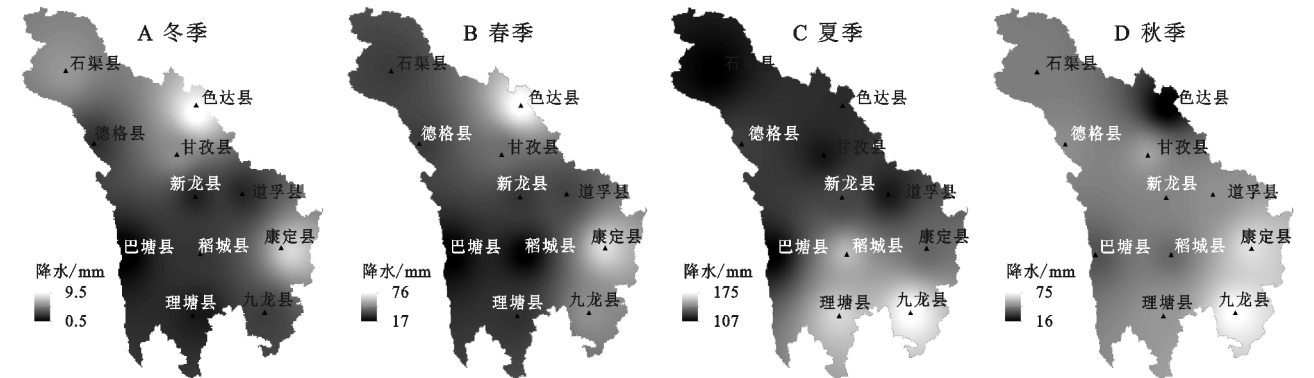 A 冬季
石渠县
色达县
德格县
甘孜县
新龙县
道孚县
康定县
巴塘县
稻城县
降水/mm
9.5
0.5
理塘县
九龙县
B 春季
石渠县
色达县
德格县
甘孜县
新龙县
道孚县
康定县
巴塘县
稻城县
降水/mm
76
17
理塘县
九龙县
C 夏季
石渠县
色达县
德格县
甘孜县
新龙县
道孚县
康定县
巴塘县
稻城县
降水/mm
175
107
理塘县
九龙县
D 秋季
石渠县
色达县
德格县
甘孜县
新龙县
道孚县
康定县
巴塘县
稻城县
降水/mm
75
16
理塘县
九龙县